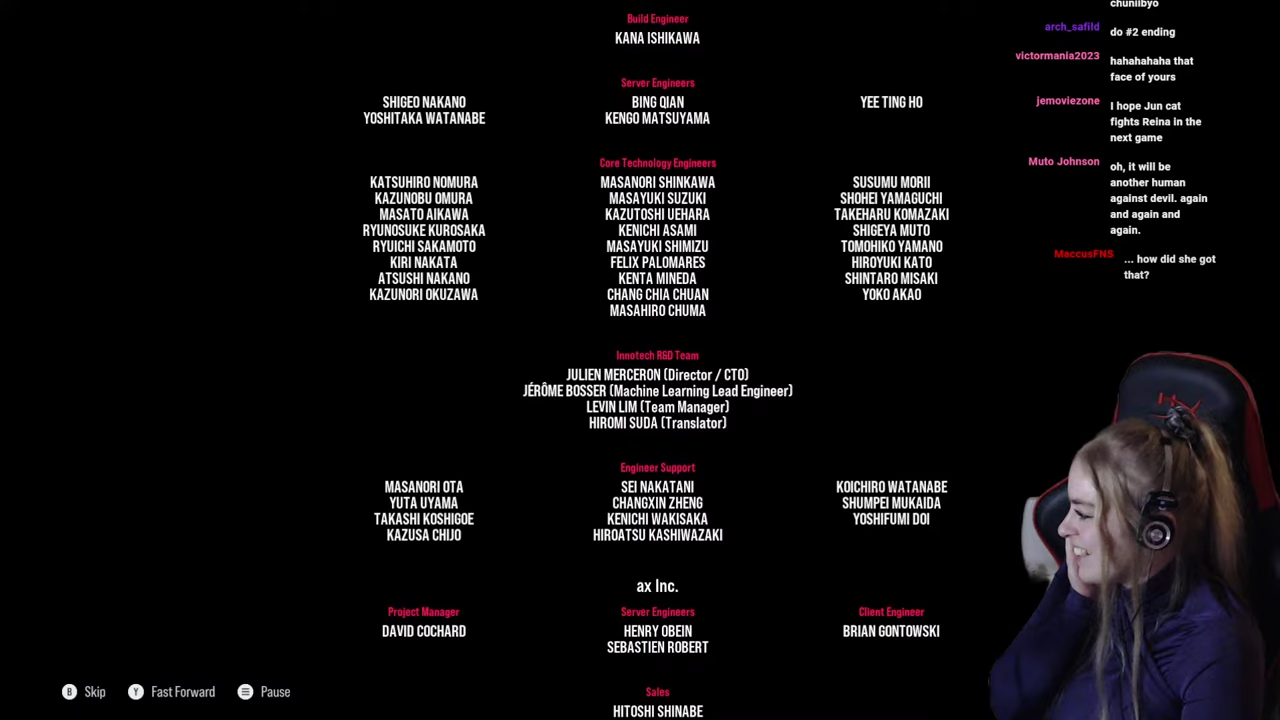 Build Engineer
KANA ISHIKAWA
Server Engineers
SHIGEO NAKANO
YOSHITAKA WATANABE
BING QIAN
KENGO MATSUYAMA
YEE TING HO
Core Technology Engineers
KATSUHIRO NOMURA
KAZUNOBU OMURA
MASATO AIKAWA
RYUNOSUKE KUROSAKA
RYUICHI SAKAMOTO
KIRI NAKATA
ATSUSHI NAKANO
KAZUNORI OKUZAWA
MASANORI SHINKAWA
MASAYUKI SUZUKI
KAZUTOSHI UEHARA
KENICHI ASAMI
MASAYUKI SHIMIZU
FELIX PALOMARES
KENTA MINEDA
CHANG CHIA CHUAN
MASAHIRO CHUMA
SUSUMU MORII
SHOHEI YAMAGUCHI
TAKEHARU KOMAZAKI
SHIGEYA MUTO
TOMOHIKO YAMANO
HIROYUKI KATO
SHINTARO MISAKI
YOKO AKAO
Innotech R&D Team
JULIEN MERCERON (Director / CTO)
JÉRÔME BOSSER (Machine Learning Lead Engineer)
LEVIN LIM (Team Manager)
HIROMI SUDA (Translator)
Engineer Support
MASANORI OTA
YUTA UYAMA
TAKASHI KOSHIGOE
KAZUSA CHIJO
SEI NAKATANI
CHANGXIN ZHENG
KENICHI WAKISAKA
HIROATSU KASHIWAZAKI
KOICHIRO WATANABE
SHUMPEI MUKAIDA
YOSHIFUMI DOI
ax Inc.
Project Manager
DAVID COCHARD
Server Engineers
HENRY OBEIN
SEBASTIEN ROBERT
Client Engineer
BRIAN GONTOWSKI
Sales
HITOSHI SHINABE
B Skip
Y Fast Forward
Pause
chuniibyo
arch_safild do #2 ending
victormania2023 hahahahaha that
face of yours
jemoviezone I hope Jun cat
fights Reina in the
next game
Muto Johnson oh, it will be
another human
against devil. again
and again and
again.
MaccusFNS ... how did she got
that?